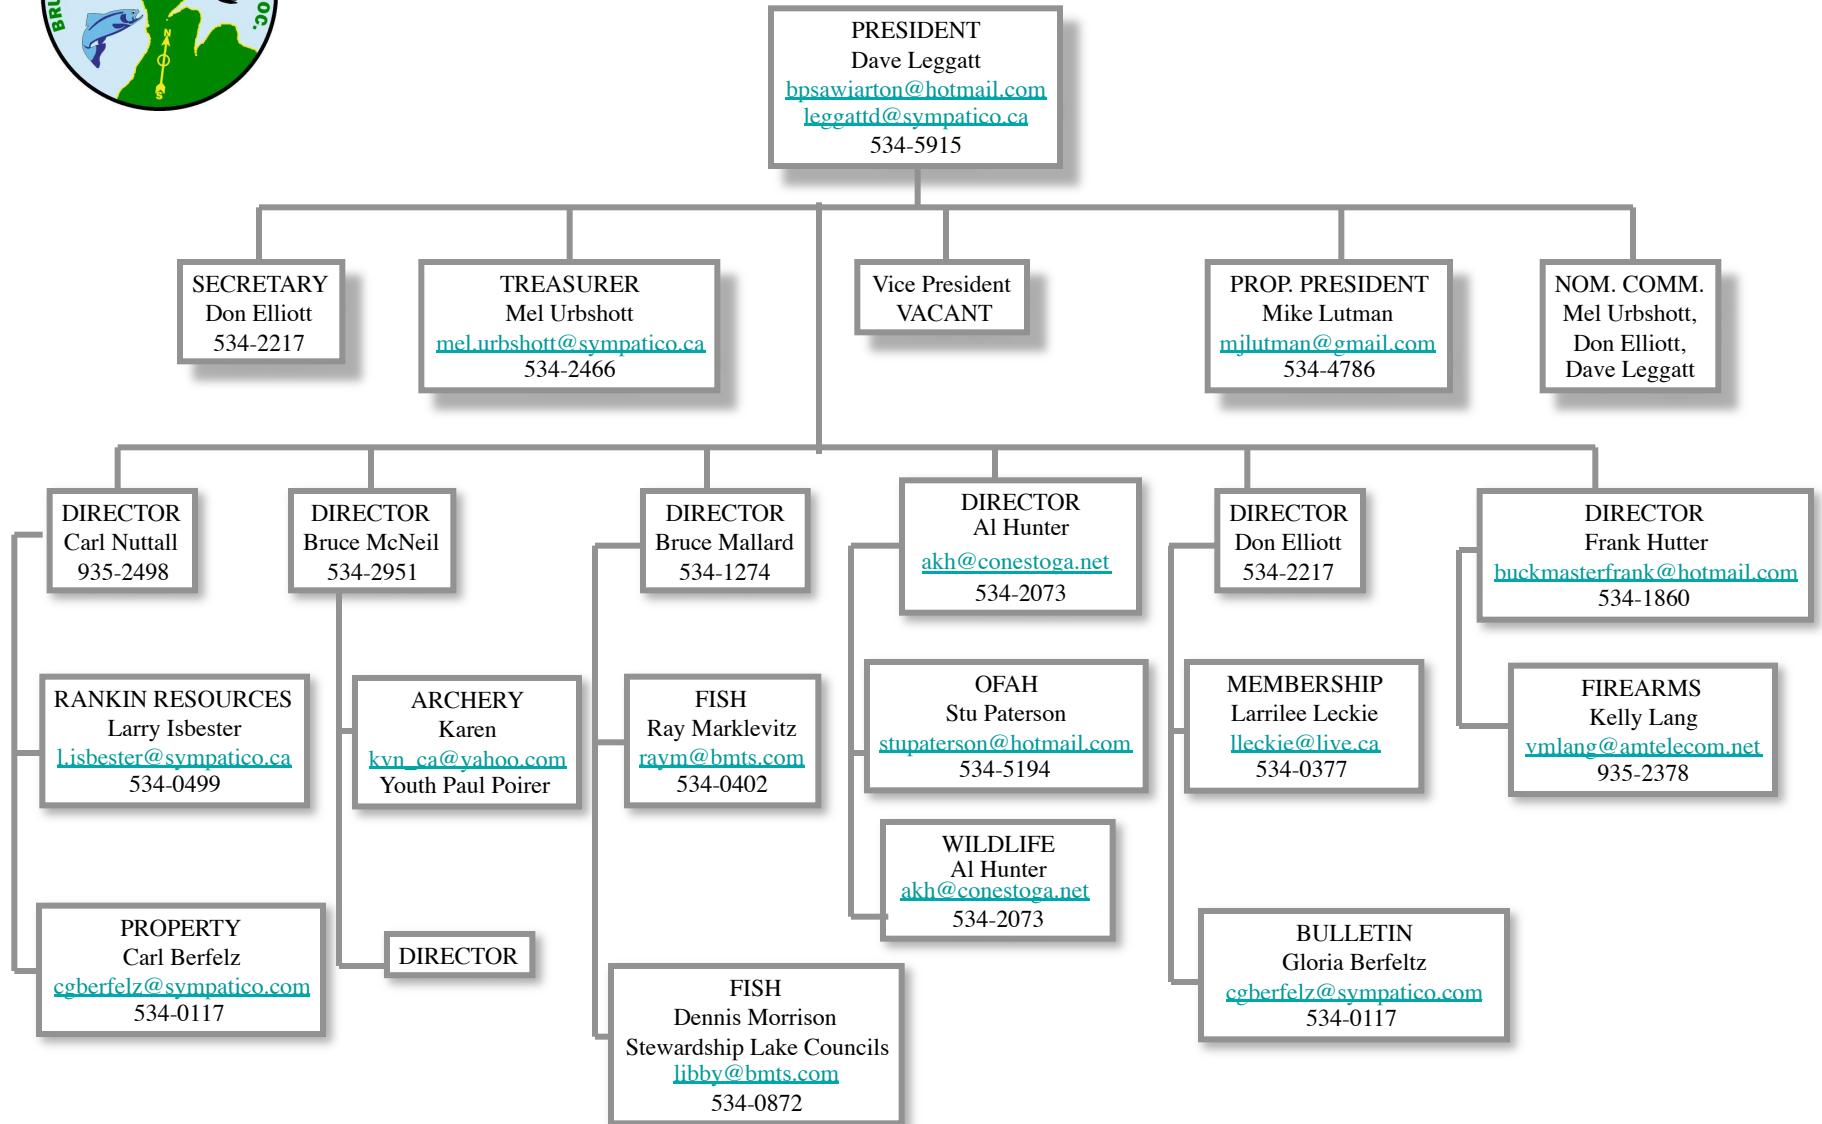 PRESIDENT
Dave Leggatt
bpsawiarton@hotmail.com
leggattd@sympatico.ca
534-5915
OC.
N
S
SECRETARY
Don Elliott
534-2217
TREASURER
Mel Urbshott
mel.urbshott@sympatico.ca
534-2466
Vice President
VACANT
PROP. PRESIDENT
Mike Lutman
mjlutman@gmail.com
534-4786
NOM. COMM.
Mel Urbshott,
Don Elliott,
Dave Leggatt
DIRECTOR
Carl Nuttall
935-2498
DIRECTOR
Bruce McNeil
534-2951
DIRECTOR
Bruce Mallard
534-1274
DIRECTOR
Al Hunter
akh@conestoga.net
534-2073
DIRECTOR
Don Elliott
534-2217
DIRECTOR
Frank Hutter
buckmasterfrank@hotmail.com
534-1860
RANKIN RESOURCES
Larry Isbester
l.isbester@sympatico.ca
534-0499
ARCHERY
Karen
kvn_ca@yahoo.com
Youth Paul Poirer
FISH
Ray Marklevitz
raym@bmts.com
534-0402
OFAH
Stu Paterson
stupaterson@hotmail.com
534-5194
MEMBERSHIP
Larrilee Leckie
lleckie@live.ca
534-0377
FIREARMS
Kelly Lang
vmlang@amtelecom.net
935-2378
WILDLIFE
Al Hunter
akh@conestoga.net
534-2073
PROPERTY
Carl Berfelz
cgberfelz@sympatico.com
534-0117
DIRECTOR
FISH
Dennis Morrison
Stewardship Lake Councils
libby@bmts.com
534-0872
BULLETIN
Gloria Berfeltz
cgberfelz@sympatico.com
534-0117